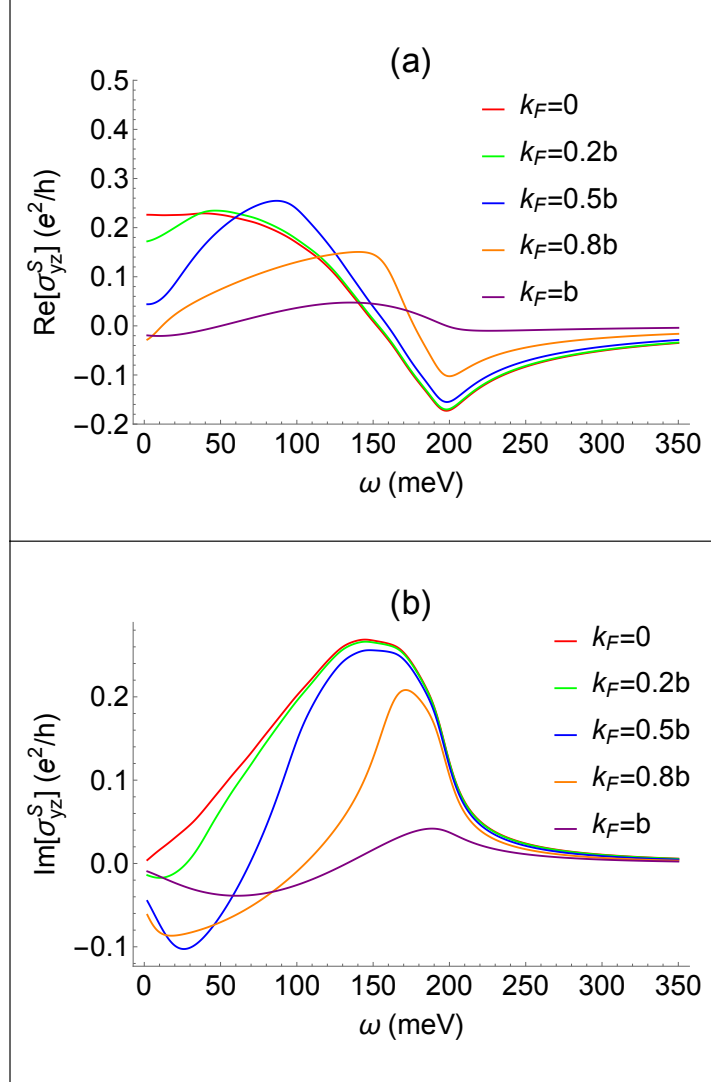 (a)
Re[σ^S_yz] (e^2/h)
0.5
0.4
0.3
0.2
0.1
0.0
−0.1
−0.2
k_F=0
k_F=0.2b
k_F=0.5b
k_F=0.8b
k_F=b
0 50 100 150 200 250 300 350
ω (meV)
(b)
Im[σ^S_yz] (e^2/h)
0.2
0.1
0.0
−0.1
k_F=0
k_F=0.2b
k_F=0.5b
k_F=0.8b
k_F=b
0 50 100 150 200 250 300 350
ω (meV)